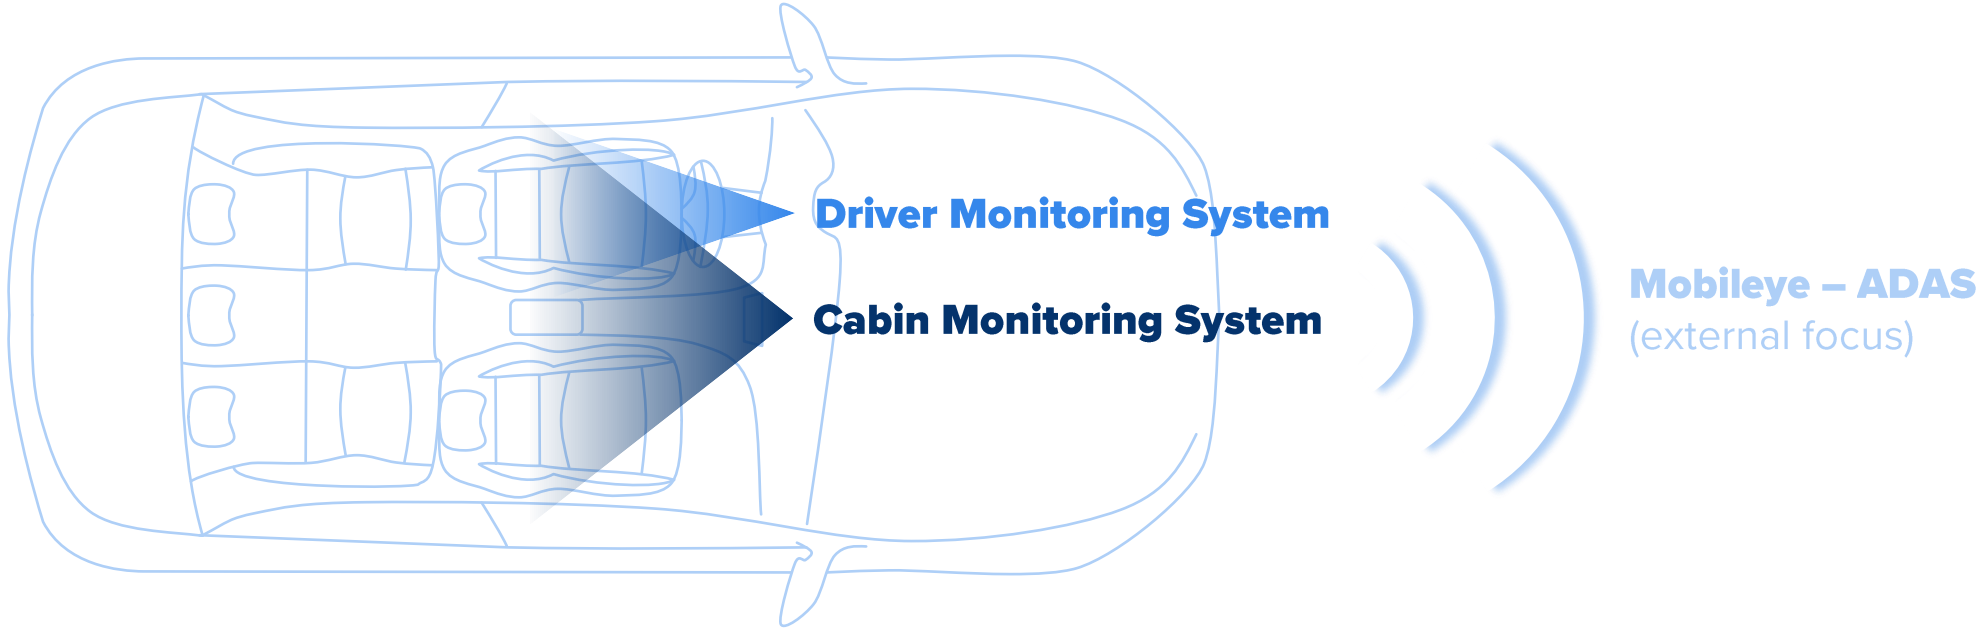 Driver Monitoring System
Cabin Monitoring System
Mobileye – ADAS
(external focus)